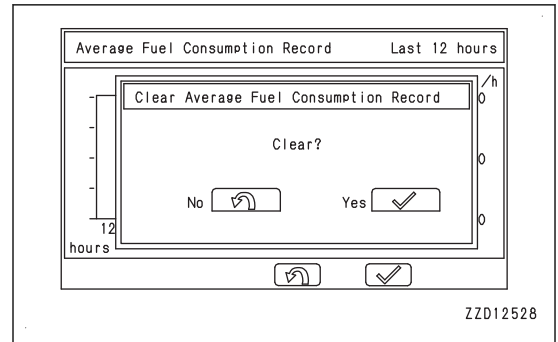 Average Fuel Consumption Record Last 12 hours
/h
Clear Average Fuel Consumption Record
0
Clear?
0
No Yes
0
12
hours
ZZD12528